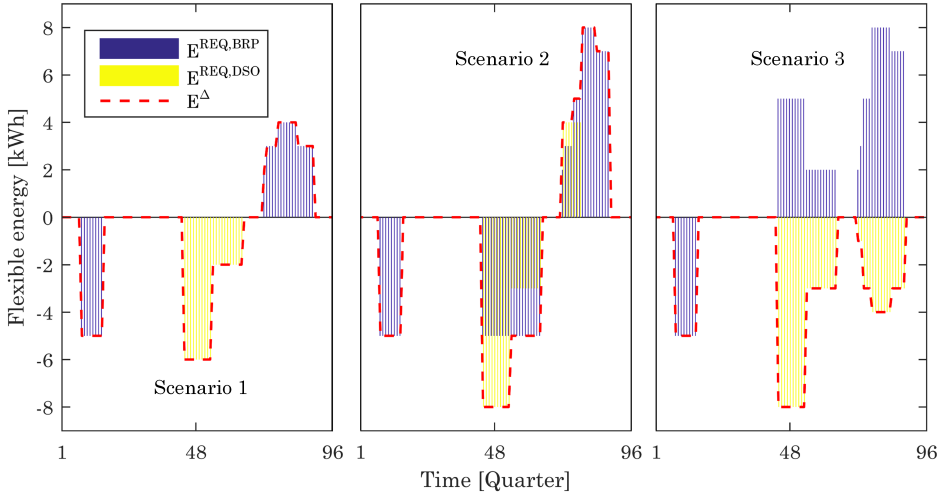 Flexible energy [kWh]
8
6
4
2
0
-2
-4
-6
-8
E^REQ,BRP
E^REQ,DSO
E^Δ
Scenario 1
Scenario 2
Scenario 3
1 48 96 1 48 96 1 48 96
Time [Quarter]